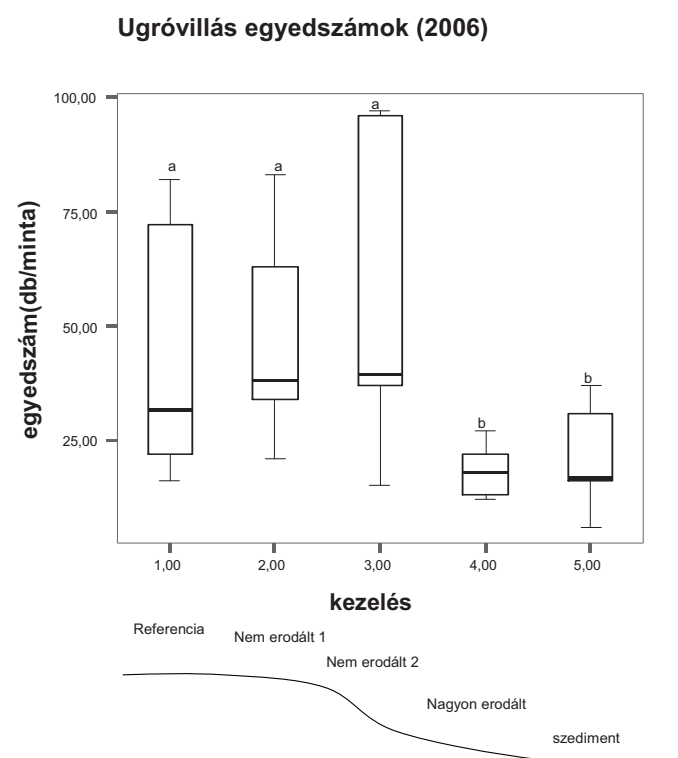 Ugróvillás egyedszámok (2006)
egyedszám(db/minta)
100,00
75,00
50,00
25,00
a
a
a
b
b
1,00 2,00 3,00 4,00 5,00
kezelés
Referencia
Nem erodált 1
Nem erodált 2
Nagyon erodált
szediment